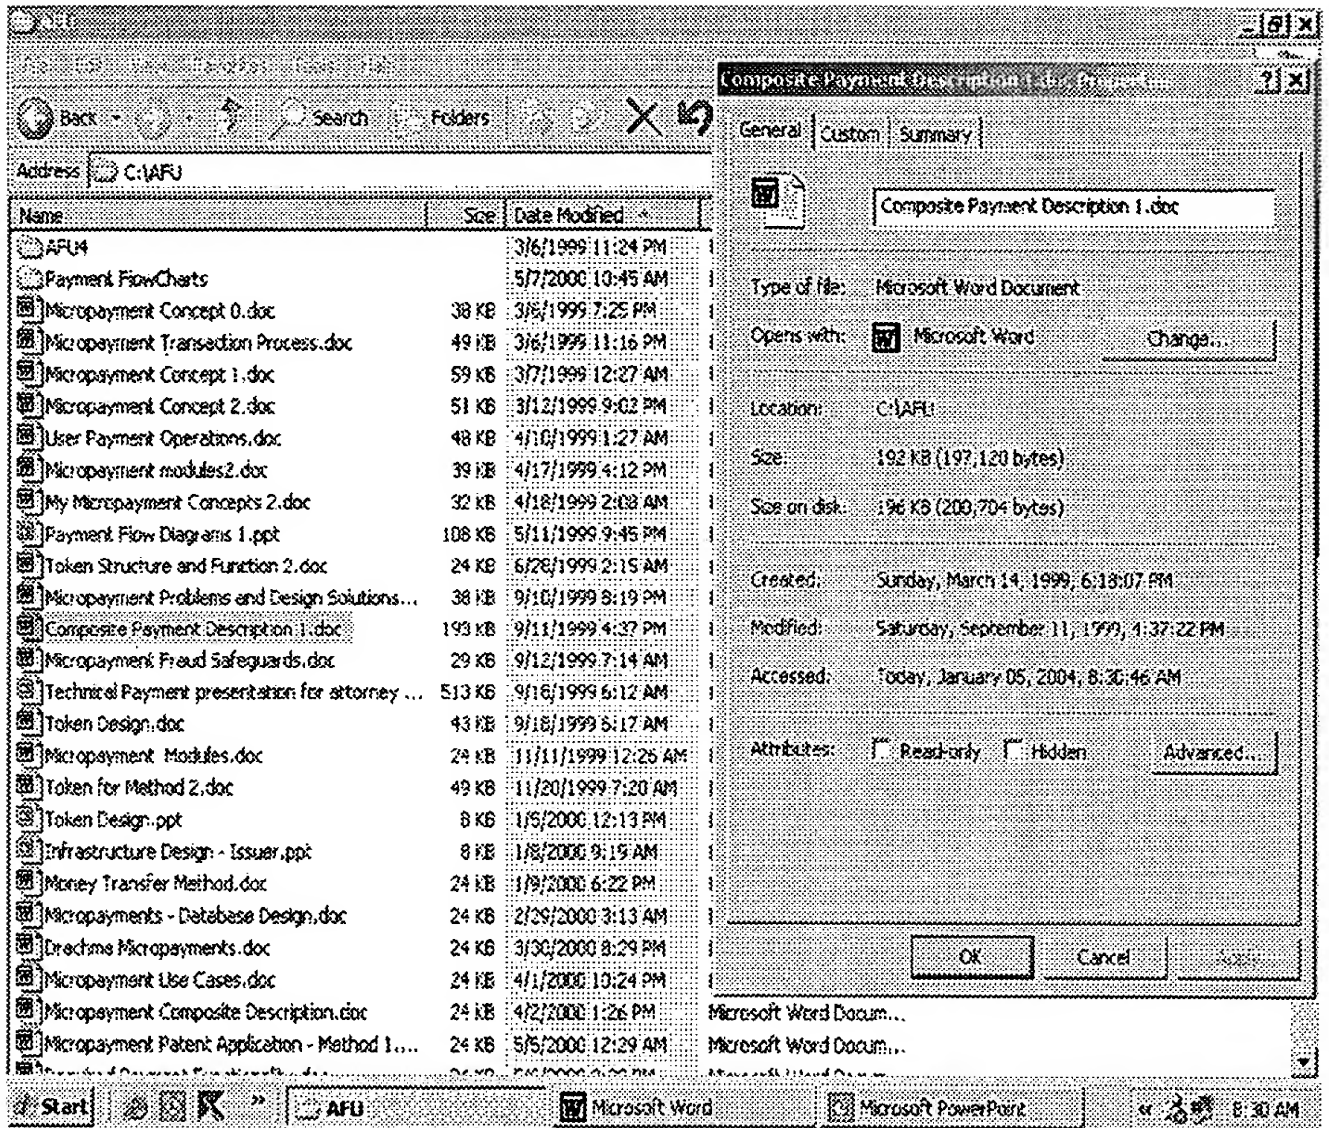 AFU
Back Search Folders
Address C:\AFU
Name Size Date Modified
AFU4 3/6/1999 11:24 PM
Payment FlowCharts 5/7/2000 10:45 AM
Micropayment Concept 0.doc 38 KB 3/6/1999 7:25 PM
Micropayment Transaction Process.doc 49 KB 3/6/1999 11:16 PM
Micropayment Concept 1.doc 59 KB 3/7/1999 12:27 AM
Micropayment Concept 2.doc 51 KB 3/12/1999 9:02 PM
User Payment Operations.doc 48 KB 4/10/1999 1:27 AM
Micropayment modules2.doc 39 KB 4/17/1999 4:12 PM
My Micropayment Concepts 2.doc 32 KB 4/18/1999 2:08 AM
Payment Flow Diagrams 1.ppt 108 KB 5/11/1999 9:45 PM
Token Structure and Function 2.doc 24 KB 6/28/1999 2:15 AM
Micropayment Problems and Design Solutions... 38 KB 9/10/1999 8:19 PM
Composite Payment Description 1.doc 193 KB 9/11/1999 4:37 PM
Micropayment Fraud Safeguards.doc 29 KB 9/12/1999 7:14 AM
Technical Payment presentation for attorney ... 513 KB 9/18/1999 6:12 AM
Token Design.doc 43 KB 9/18/1999 6:17 AM
Micropayment Modules.doc 24 KB 11/11/1999 12:26 AM
Token for Method 2.doc 49 KB 11/20/1999 7:20 AM
Token Design.ppt 8 KB 1/5/2000 12:13 PM
Infrastructure Design - Issuer.ppt 8 KB 1/8/2000 9:19 AM
Money Transfer Method.doc 24 KB 1/9/2000 6:22 PM
Micropayments - Database Design.doc 24 KB 2/29/2000 3:13 AM
Drachma Micropayments.doc 24 KB 3/30/2000 8:29 PM
Micropayment Use Cases.doc 24 KB 4/1/2000 10:24 PM
Micropayment Composite Description.doc 24 KB 4/2/2000 1:26 PM Microsoft Word Docum...
Micropayment Patent Application - Method 1.... 24 KB 5/5/2000 12:29 AM Microsoft Word Docum...
Composite Payment Description 1.doc Properties
General Custom Summary
Composite Payment Description 1.doc
Type of file: Microsoft Word Document
Opens with: Microsoft Word Change...
Location: C:\AFU
Size: 192 KB (197,120 bytes)
Size on disk: 196 KB (200,704 bytes)
Created: Sunday, March 14, 1999, 6:18:07 PM
Modified: Saturday, September 11, 1999, 4:37:22 PM
Accessed: Today, January 05, 2004, 8:30:46 AM
Attributes: Read-only Hidden Advanced...
OK Cancel Apply
Start » AFU Microsoft Word Microsoft PowerPoint « 8:30 AM